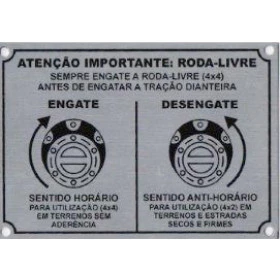 ATENÇÃO IMPORTANTE: RODA-LIVRE
SEMPRE ENGATE A RODA-LIVRE (4x4)
ANTES DE ENGATAR A TRAÇÃO DIANTEIRA
ENGATE
SENTIDO HORÁRIO
PARA UTILIZAÇÃO (4x4)
EM TERRENOS SEM
ADERÊNCIA
DESENGATE
SENTIDO ANTI-HORÁRIO
PARA UTILIZAÇÃO (4x2) EM
TERRENOS E ESTRADAS
SECOS E FIRMES